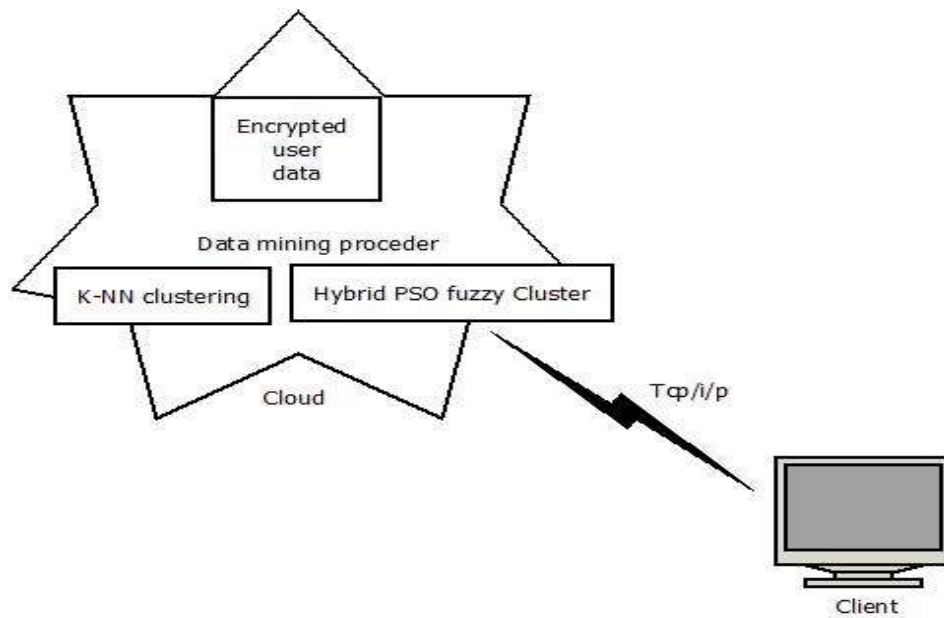 Encrypted
user
data
Data mining proceder
K-NN clustering
Hybrid PSO fuzzy Cluster
Cloud
Tcp/i/p
Client